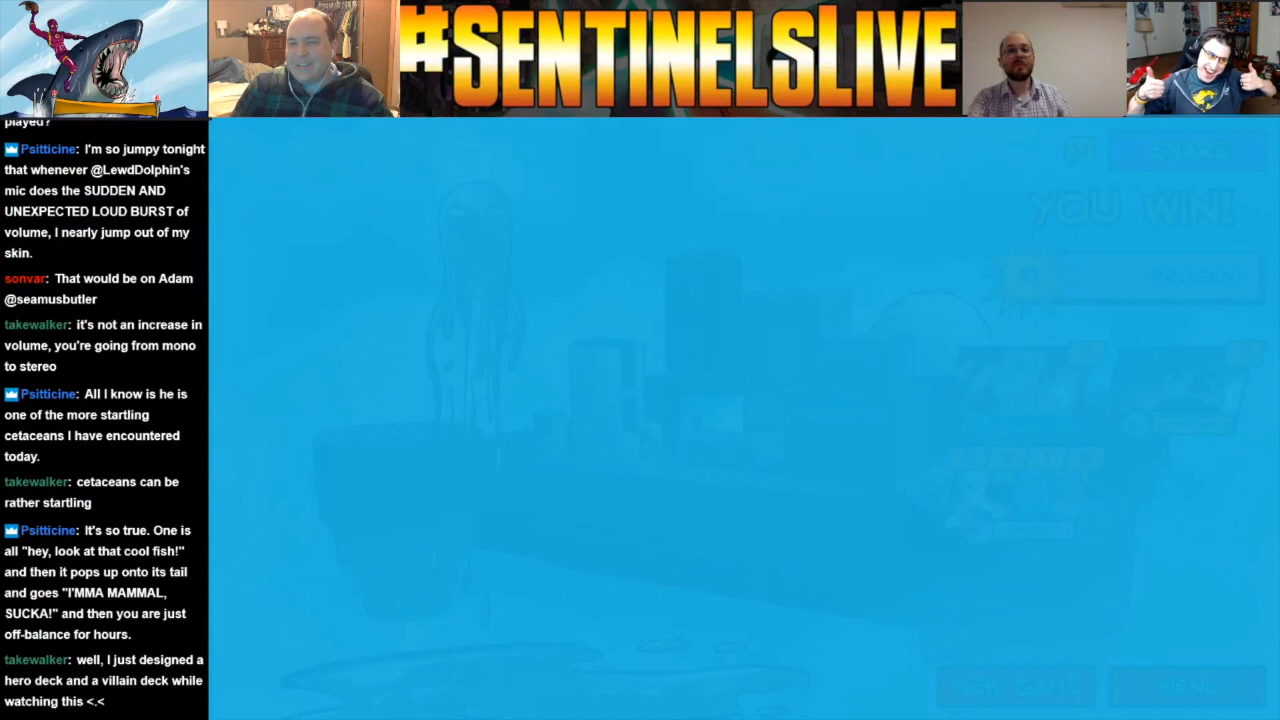 #SENTINELSLIVE
played?
Psitticine: I'm so jumpy tonight
that whenever @LewdDolphin's
mic does the SUDDEN AND
UNEXPECTED LOUD BURST of
volume, I nearly jump out of my
skin.
sonvar: That would be on Adam
@seamusbutler
takewalker: it's not an increase in
volume, you're going from mono
to stereo
Psitticine: All I know is he is
one of the more startling
cetaceans I have encountered
today.
takewalker: cetaceans can be
rather startling
Psitticine: It's so true. One is
all "hey, look at that cool fish!"
and then it pops up onto its tail
and goes "I'MMA MAMMAL,
SUCKA!" and then you are just
off-balance for hours.
takewalker: well, I just designed a
hero deck and a villain deck while
watching this <.<
SHARE
YOU WIN!
NEW GAME
MENU